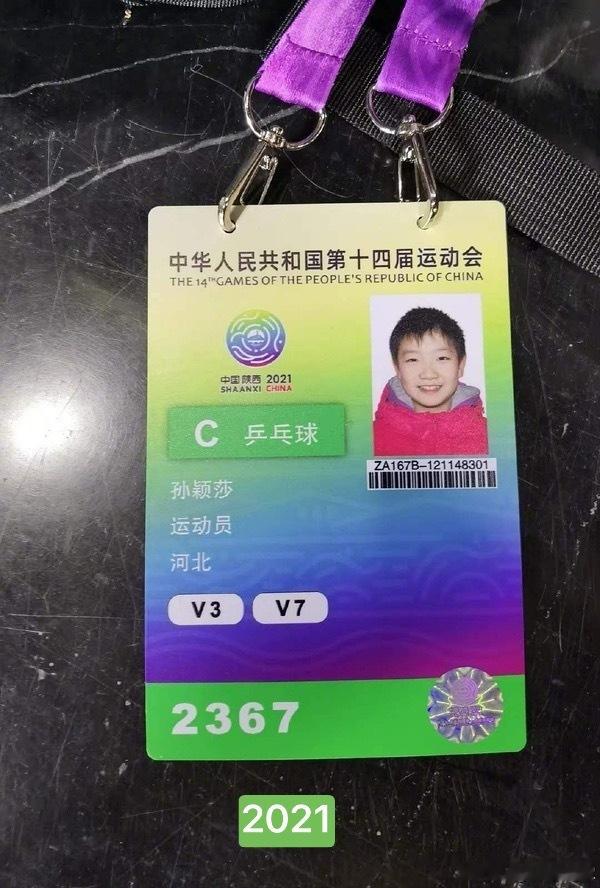 中华人民共和国第十四届运动会
THE 14TH GAMES OF THE PEOPLE'S REPUBLIC OF CHINA
中国陕西 2021
SHAANXI CHINA
C 乒乓球
ZA167B-121148301
孙颖莎
运动员
河北
V3 V7
2367
2021